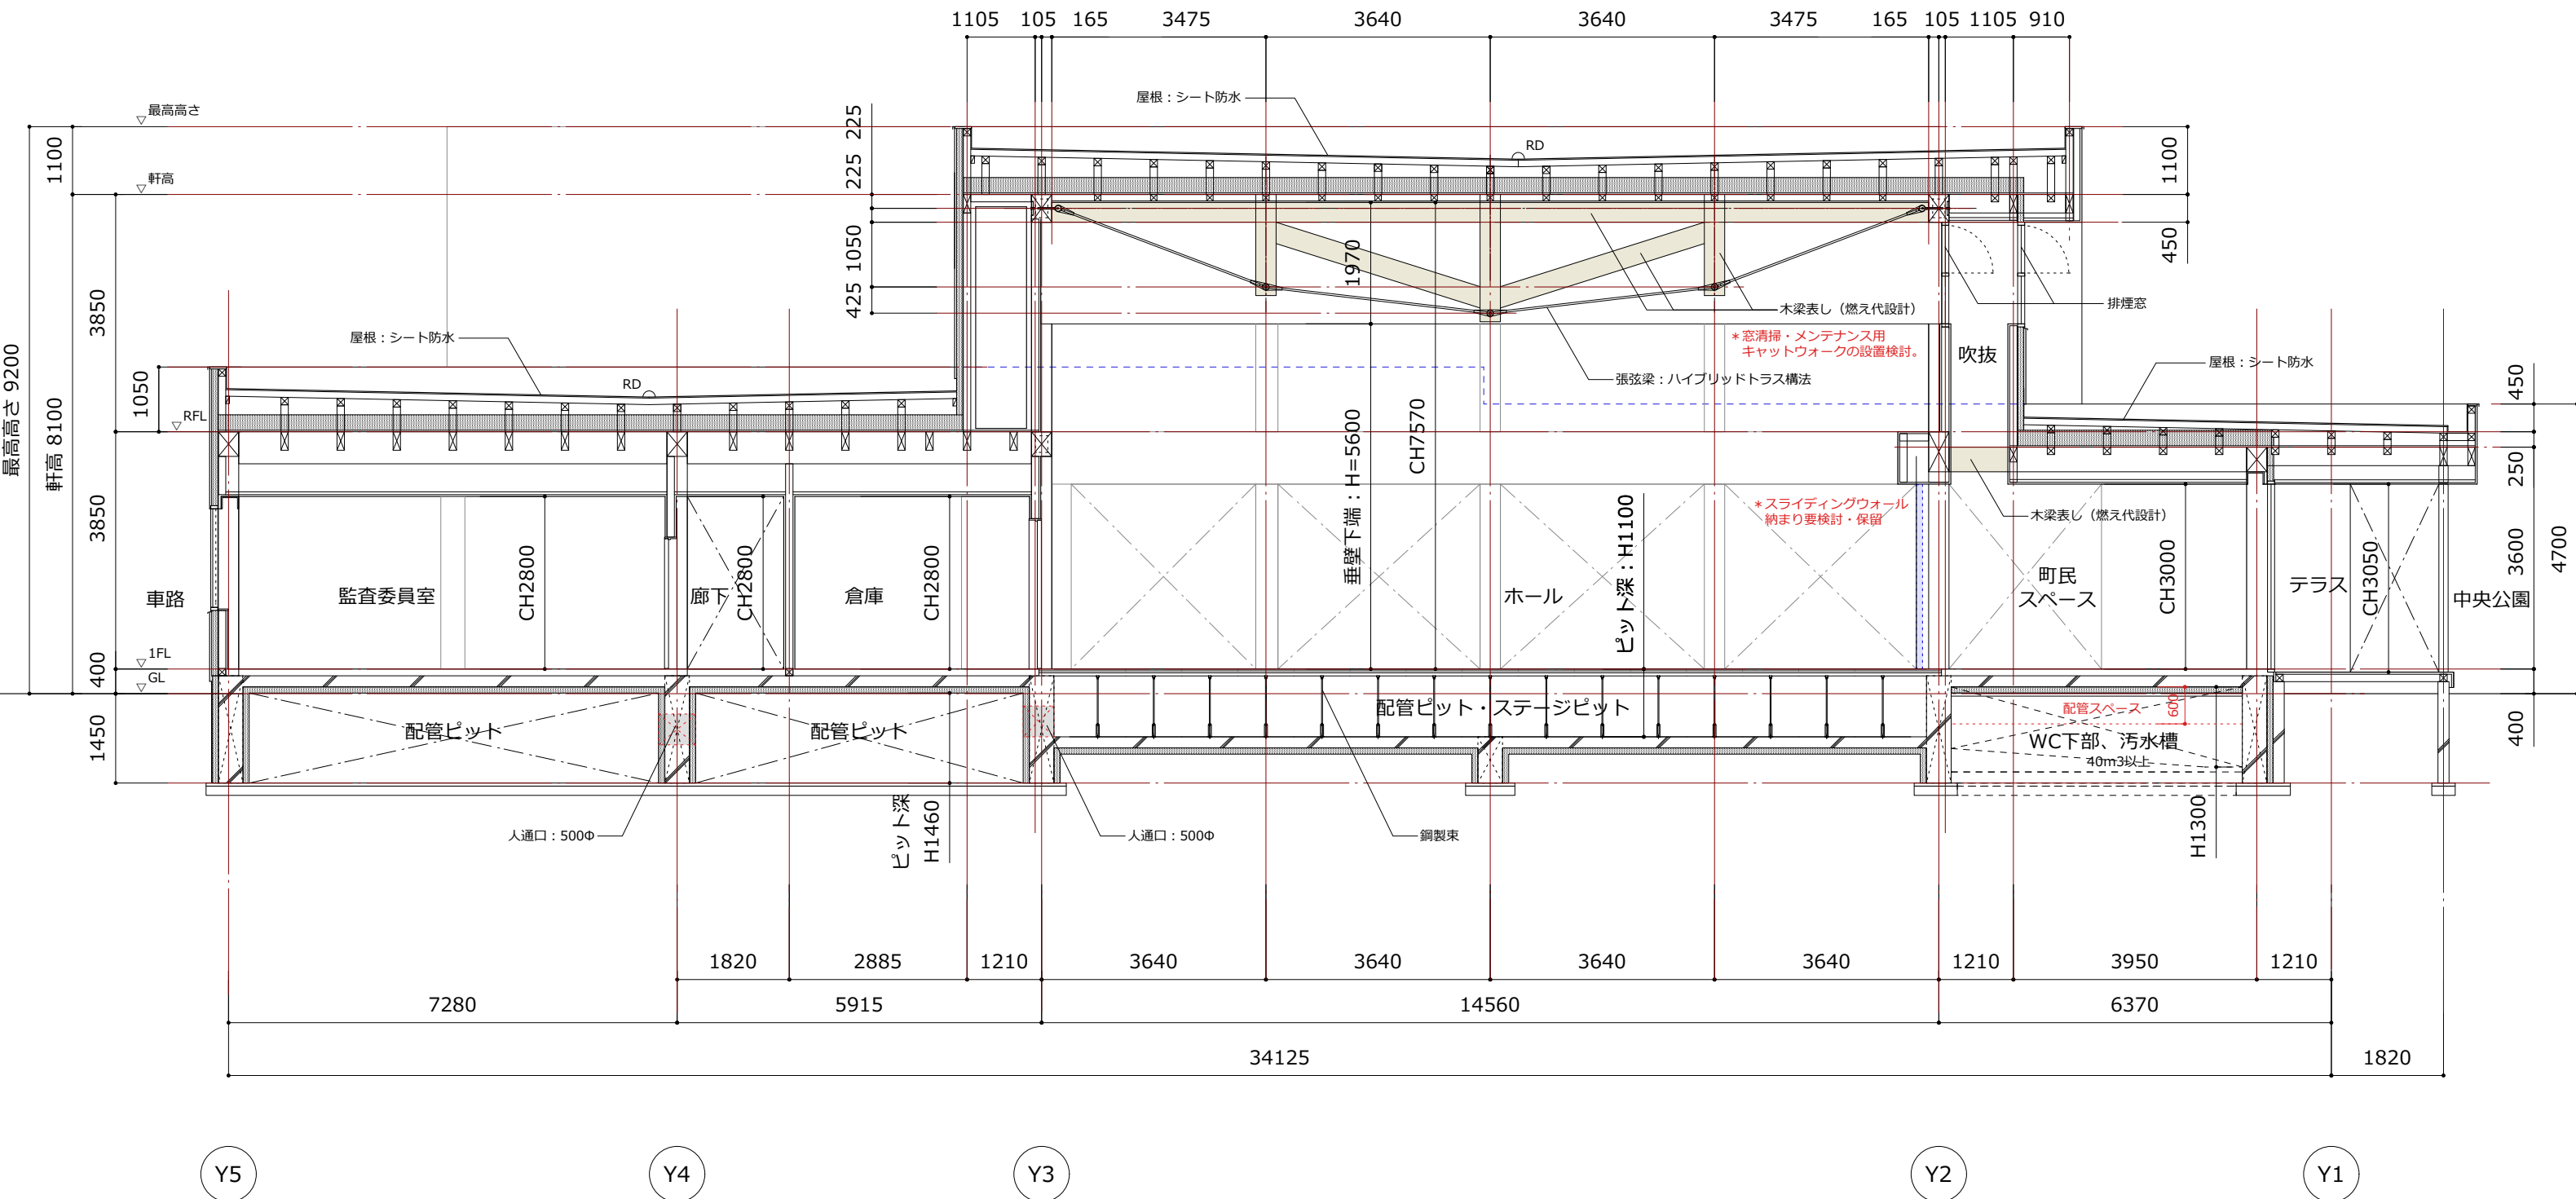 1105 105 165 3475 3640 3640 3475 165 105 1105 910
最高高さ
軒高
1100
225
225
屋根：シート防水
RD
1100
450
1050
425
1970
3850
最高高さ 9200
軒高 8100
木梁表し（燃え代設計）
排煙窓
＊窓清掃・メンテナンス用
キャットウォークの設置検討。
吹抜
張弦梁：ハイブリッドトラス構法
屋根：シート防水
屋根：シート防水
RD
1050
RFL
垂壁下端：H=5600
CH7570
450
250
3600
4700
400
3850
400
1450
＊スライディングウォール
納まり要検討・保留
木梁表し（燃え代設計）
車路
監査委員室
CH2800
廊下
CH2800
倉庫
CH2800
ホール
ピット深：H1100
町民
スペース
CH3000
テラス
CH3050
中央公園
1FL
GL
配管ピット
配管ピット
配管ピット・ステージピット
配管スペース
600
WC下部、汚水槽
40m3以上
H1300
人通口：500Φ
ピット深
H1460
人通口：500Φ
鋼製束
1820 2885 1210 3640 3640 3640 3640 1210 3950 1210
7280 5915 14560 6370
34125 1820
Y5 Y4 Y3 Y2 Y1